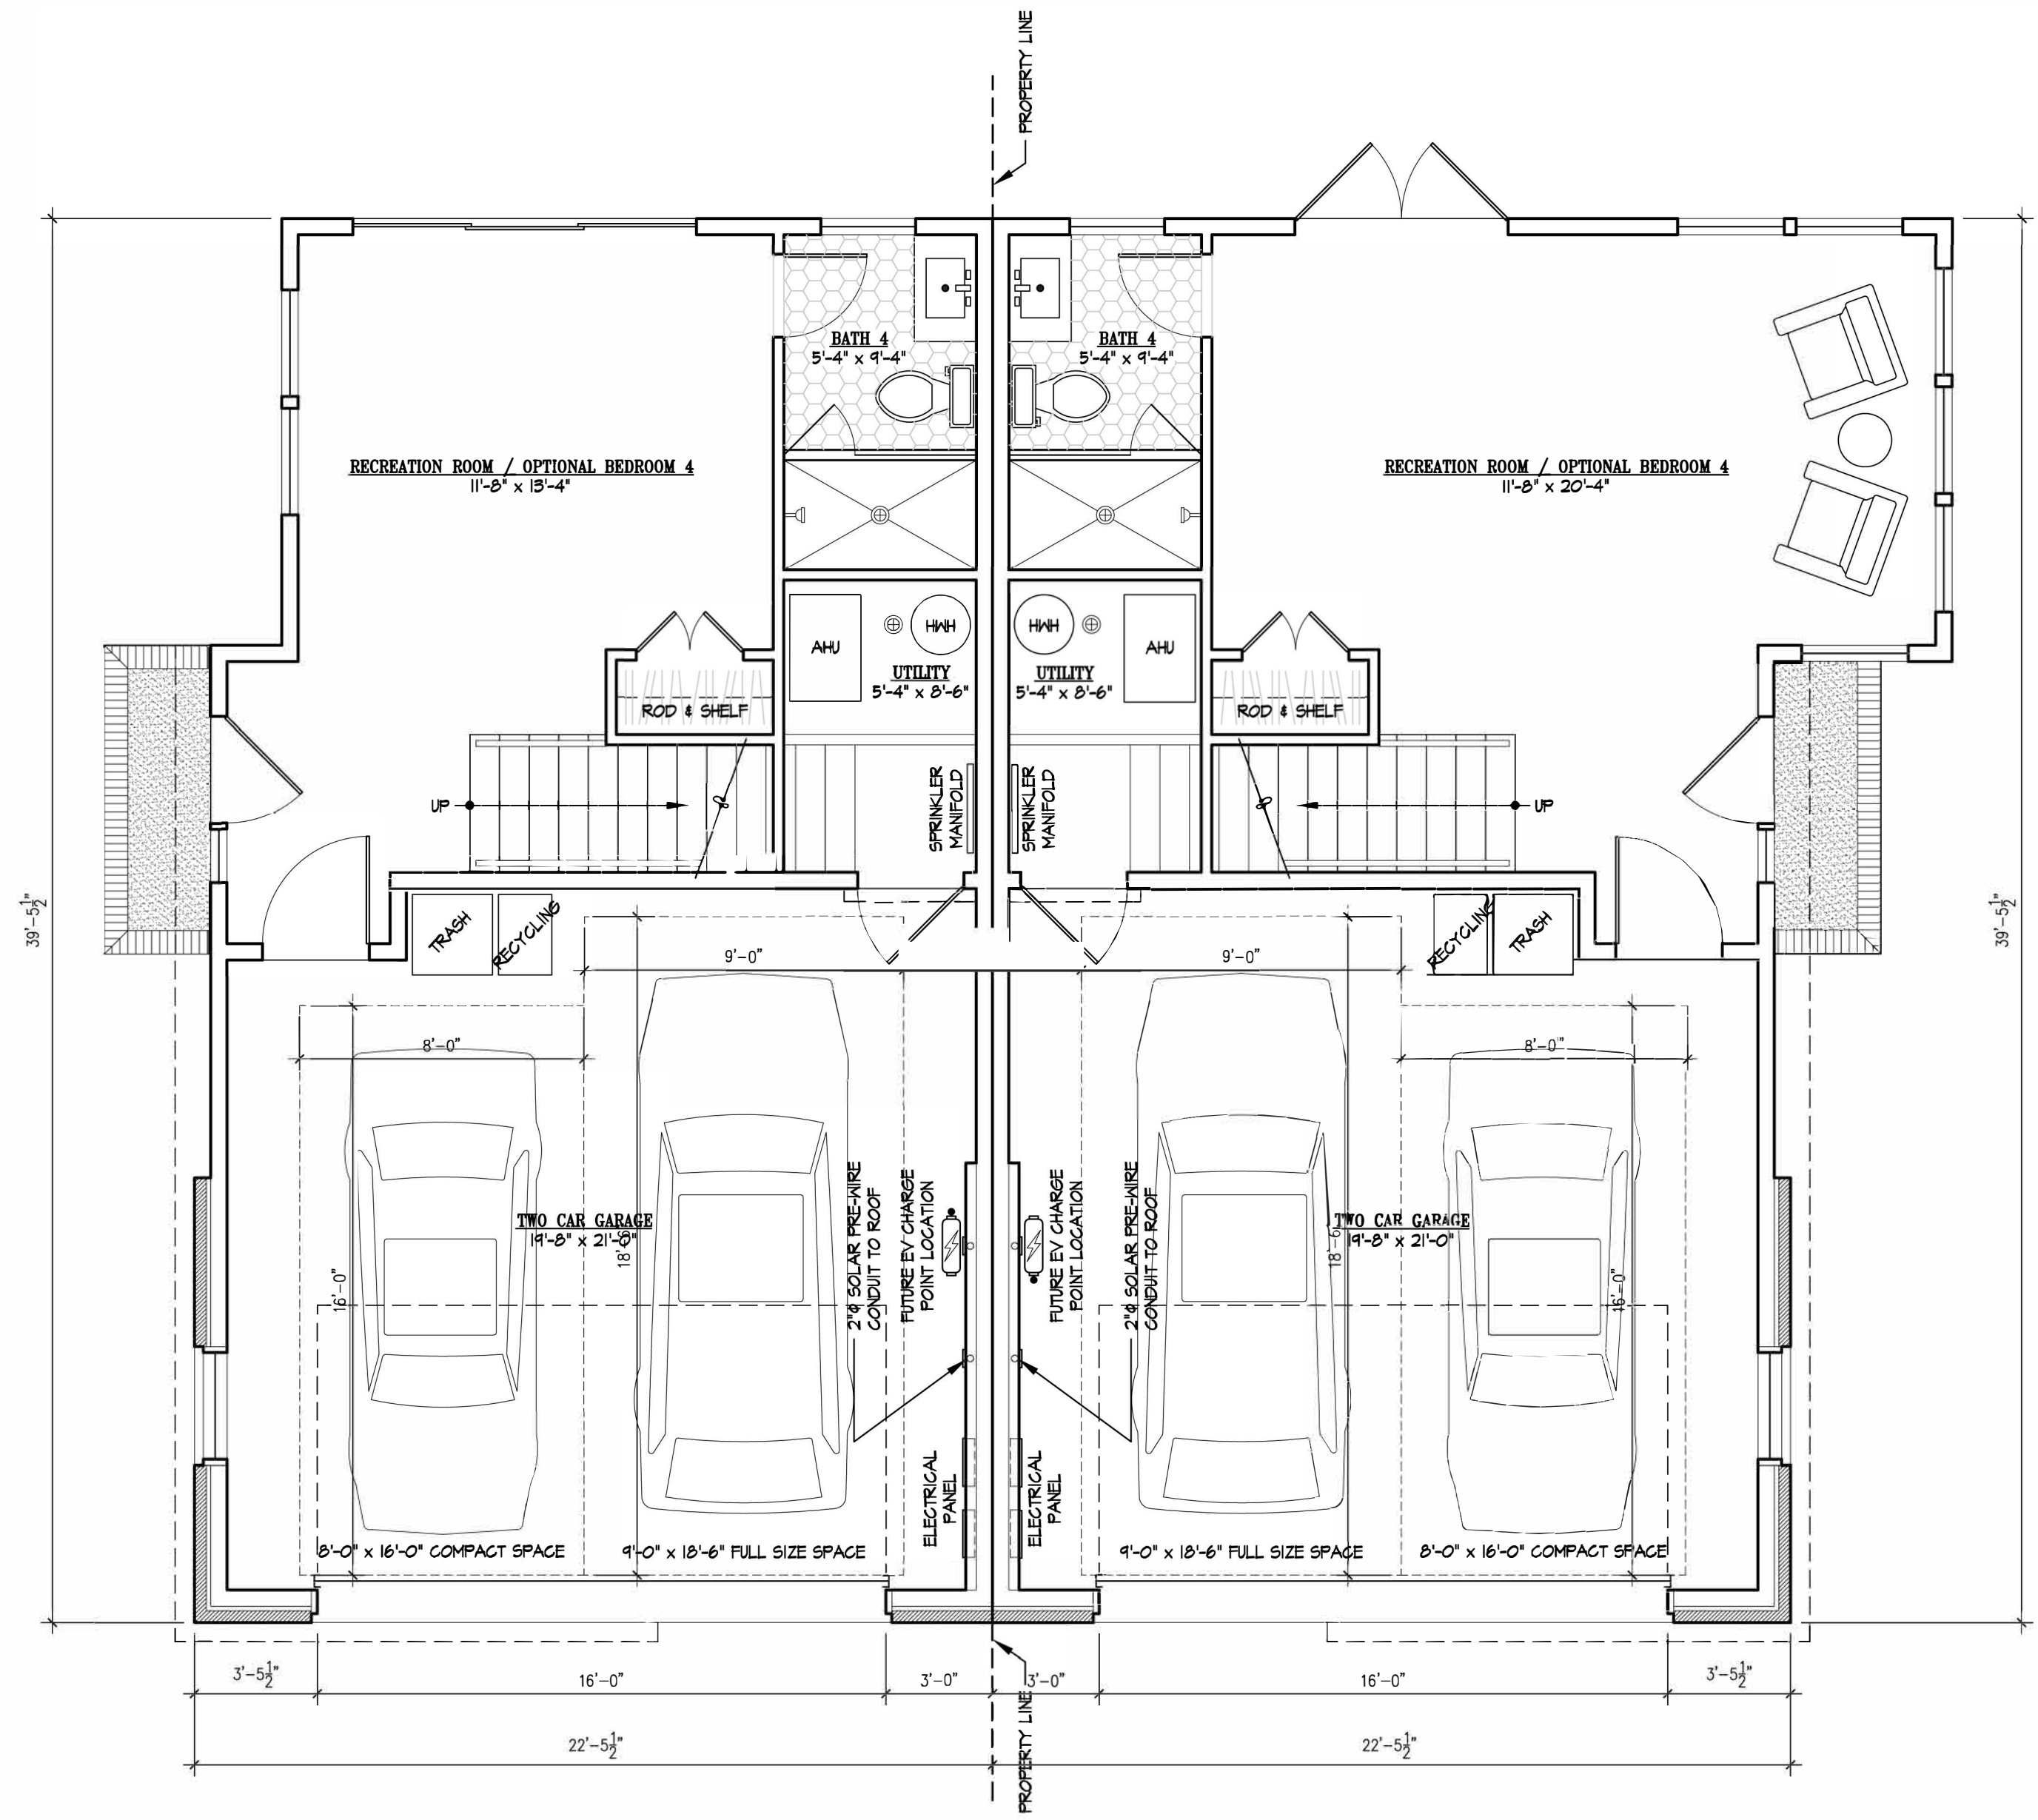 PROPERTY LINE
BATH 4
5'-4" x 9'-4"
BATH 4
5'-4" x 9'-4"
RECREATION ROOM / OPTIONAL BEDROOM 4
11'-8" x 13'-4"
RECREATION ROOM / OPTIONAL BEDROOM 4
11'-8" x 20'-4"
AHU
HWH
UTILITY
5'-4" x 8'-6"
HWH
AHU
UTILITY
5'-4" x 8'-6"
ROD & SHELF
ROD & SHELF
UP
SPRINKLER
MANIFOLD
SPRINKLER
MANIFOLD
UP
39'-5½"
39'-5½"
TRASH
RECYCLING
RECYCLING
TRASH
9'-0"
9'-0"
8'-0"
8'-0"
TWO CAR GARAGE
19'-8" x 21'-0"
TWO CAR GARAGE
19'-8" x 21'-0"
16'-0"
18'-6"
18'-6"
16'-0"
2"Φ SOLAR PRE-WIRE
CONDUIT TO ROOF
FUTURE EV CHARGE
POINT LOCATION
FUTURE EV CHARGE
POINT LOCATION
2"Φ SOLAR PRE-WIRE
CONDUIT TO ROOF
ELECTRICAL
PANEL
ELECTRICAL
PANEL
8'-0" x 16'-0" COMPACT SPACE
9'-0" x 18'-6" FULL SIZE SPACE
9'-0" x 18'-6" FULL SIZE SPACE
8'-0" x 16'-0" COMPACT SPACE
3'-5½"
16'-0"
3'-0"
3'-0"
16'-0"
3'-5½"
22'-5½"
22'-5½"
PROPERTY LINE